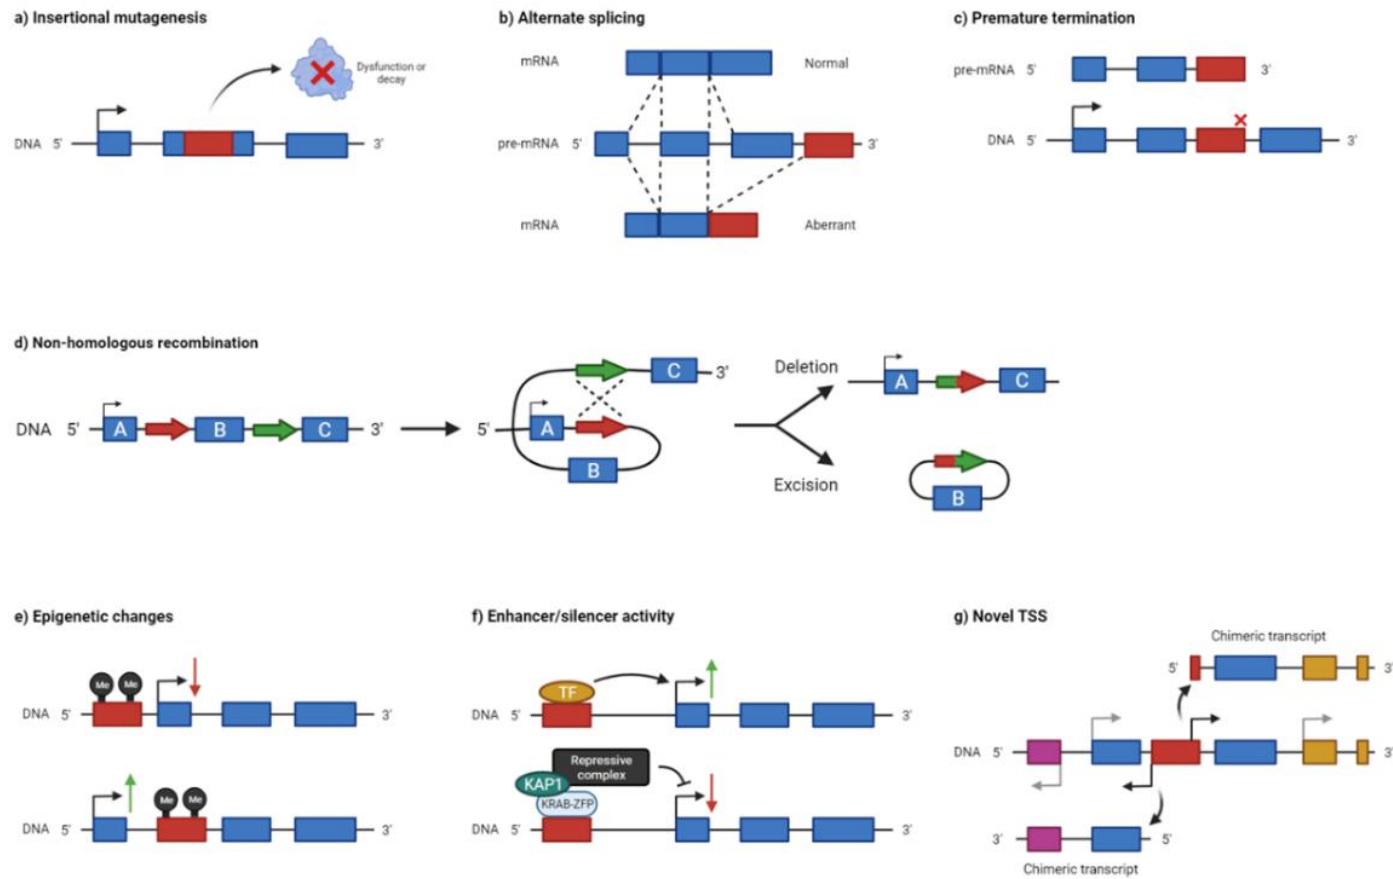 a) Insertional mutagenesis
Dysfunction or
decay
DNA 5' 3'
b) Alternate splicing
mRNA Normal
pre-mRNA 5' 3'
mRNA Aberrant
c) Premature termination
pre-mRNA 5' 3'
DNA 5' 3'
d) Non-homologous recombination
DNA 5' A B C 3'
C 3'
5' A
B
Deletion
A C
Excision
B
e) Epigenetic changes
Me Me
DNA 5' 3'
Me Me
DNA 5' 3'
f) Enhancer/silencer activity
TF
DNA 5' 3'
Repressive
complex
KAP1
KRAB-ZFP
DNA 5' 3'
g) Novel TSS
Chimeric transcript
5' 3'
DNA 5' 3'
3' 5'
Chimeric transcript